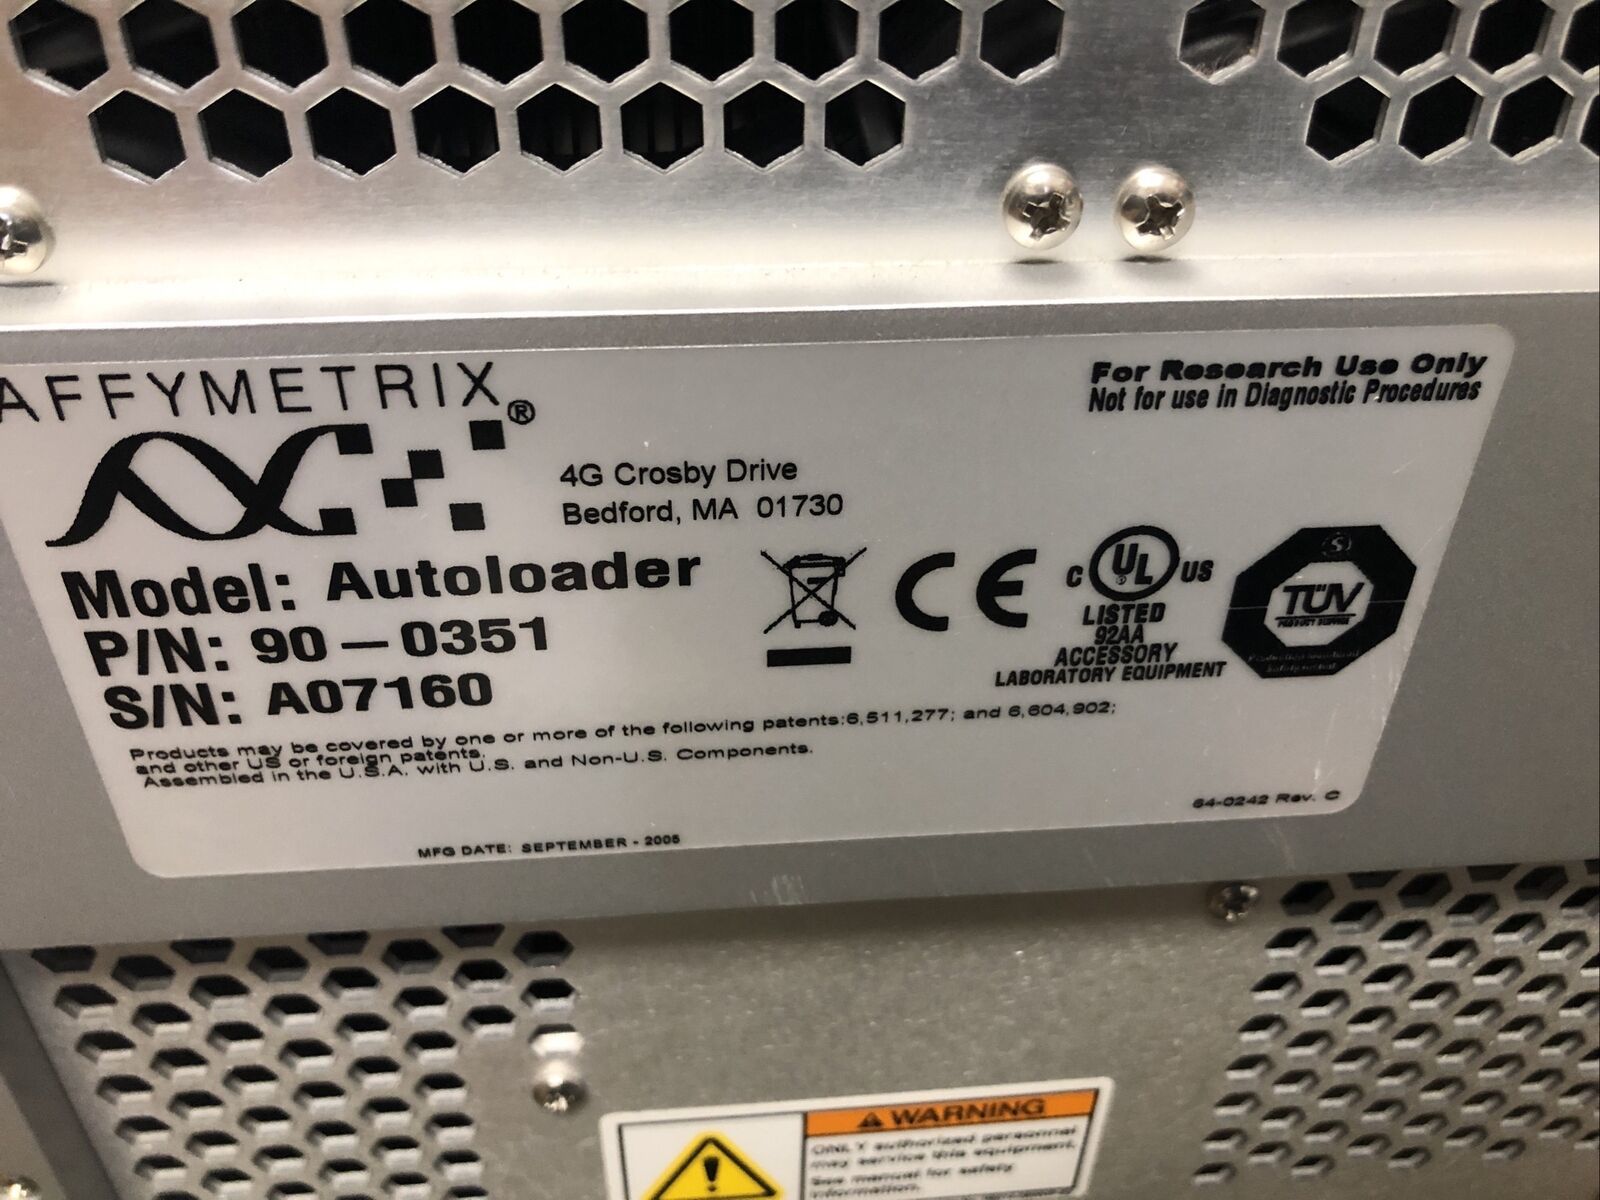 AFFYMETRIX®
For Research Use Only
Not for use in Diagnostic Procedures
4G Crosby Drive
Bedford, MA 01730
Model: Autoloader
P/N: 90-0351
S/N: A07160
CE
C UL US
LISTED
92AA
ACCESSORY
LABORATORY EQUIPMENT
S
TÜV
PRODUCT SERVICE
Products may be covered by one or more of the following patents:6,511,277; and 6,604,902;
and other US or foreign patents.
Assembled in the U.S.A. with U.S. and Non-U.S. Components.
64-0242 Rev. C
MFG DATE: SEPTEMBER - 2005
WARNING
ONLY authorized personnel
may service this equipment.
See manual for safety
information.